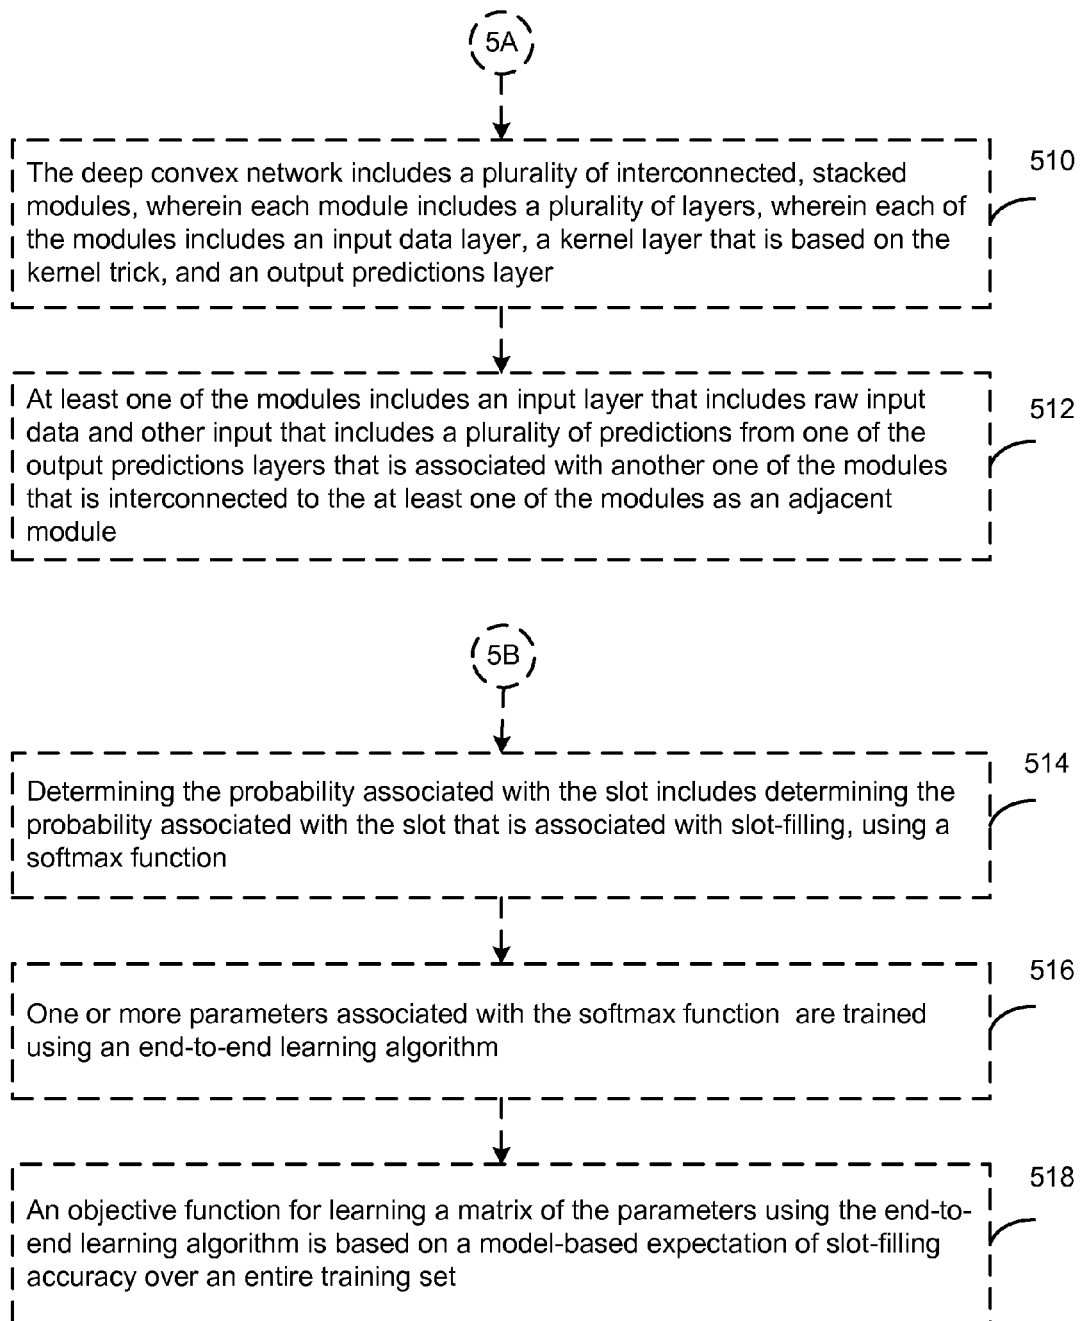 5A
510
The deep convex network includes a plurality of interconnected, stacked
modules, wherein each module includes a plurality of layers, wherein each of
the modules includes an input data layer, a kernel layer that is based on the
kernel trick, and an output predictions layer
512
At least one of the modules includes an input layer that includes raw input
data and other input that includes a plurality of predictions from one of the
output predictions layers that is associated with another one of the modules
that is interconnected to the at least one of the modules as an adjacent
module
5B
514
Determining the probability associated with the slot includes determining the
probability associated with the slot that is associated with slot-filling, using a
softmax function
516
One or more parameters associated with the softmax function  are trained
using an end-to-end learning algorithm
518
An objective function for learning a matrix of the parameters using the end-to-
end learning algorithm is based on a model-based expectation of slot-filling
accuracy over an entire training set